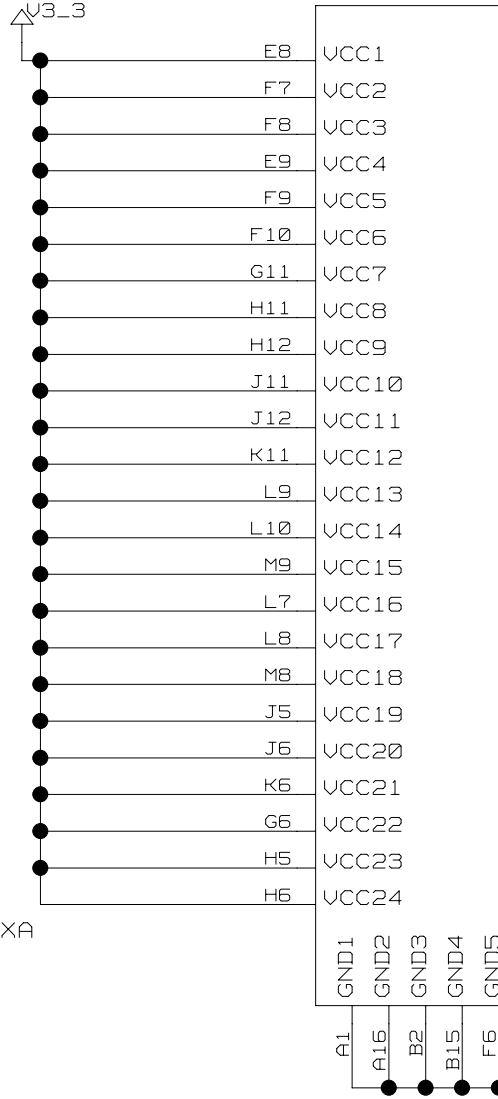 V3_3
E8 VCC1
F7 VCC2
F8 VCC3
E9 VCC4
F9 VCC5
F10 VCC6
G11 VCC7
H11 VCC8
H12 VCC9
J11 VCC10
J12 VCC11
K11 VCC12
L9 VCC13
L10 VCC14
M9 VCC15
L7 VCC16
L8 VCC17
M8 VCC18
J5 VCC19
J6 VCC20
K6 VCC21
G6 VCC22
H5 VCC23
H6 VCC24
XA
GND1
GND2
GND3
GND4
GND5
A1
A16
B2
B15
F6